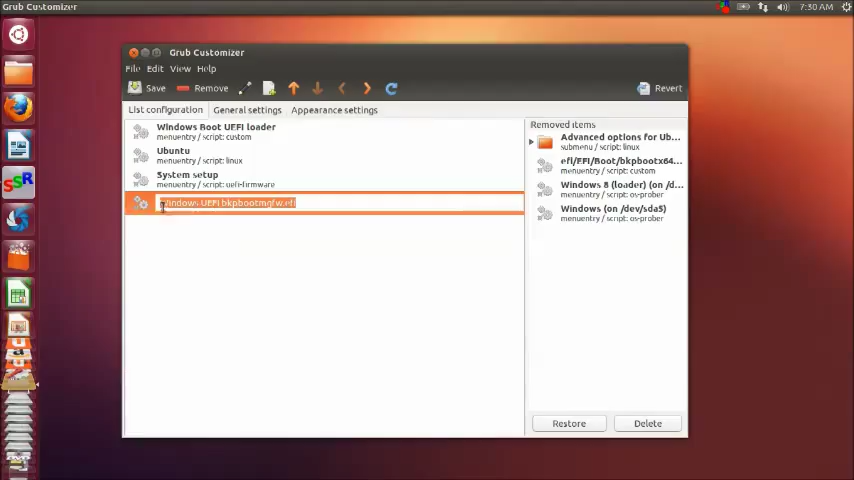 Grub Customizer
7:30 AM
Grub Customizer
File Edit View Help
Save Remove Revert
List configuration General settings Appearance settings
Windows Boot UEFI loader
menuentry / script: custom
Ubuntu
menuentry / script: linux
System setup
menuentry / script: uefi-firmware
Windows UEFI bkpbootmgfw.efi
Removed items
Advanced options for Ub...
submenu / script: linux
efi/EFI/Boot/bkpbootx64...
menuentry / script: custom
Windows 8 (loader) (on /d...
menuentry / script: os-prober
Windows (on /dev/sda5)
menuentry / script: os-prober
Restore Delete